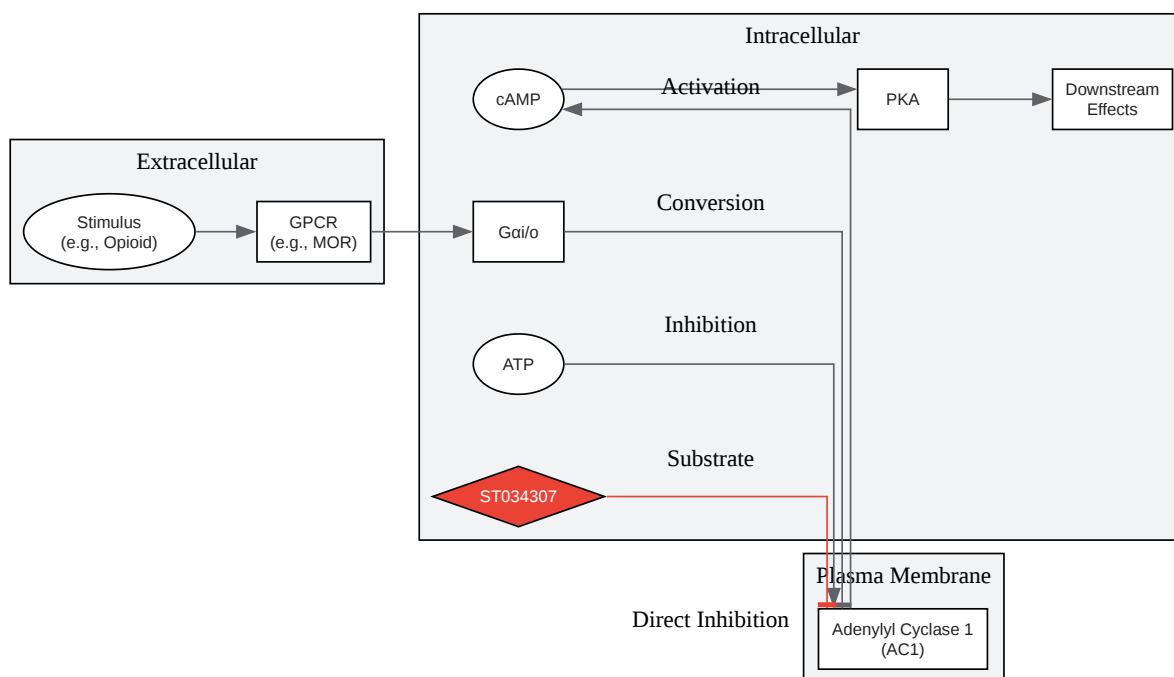 Intracellular
cAMP
Activation
PKA
Downstream
Effects
Extracellular
Stimulus
(e.g., Opioid)
GPCR
(e.g., MOR)
Conversion
Gαi/o
Inhibition
ATP
Substrate
ST034307
Plasma Membrane
Direct Inhibition
Adenylyl Cyclase 1
(AC1)